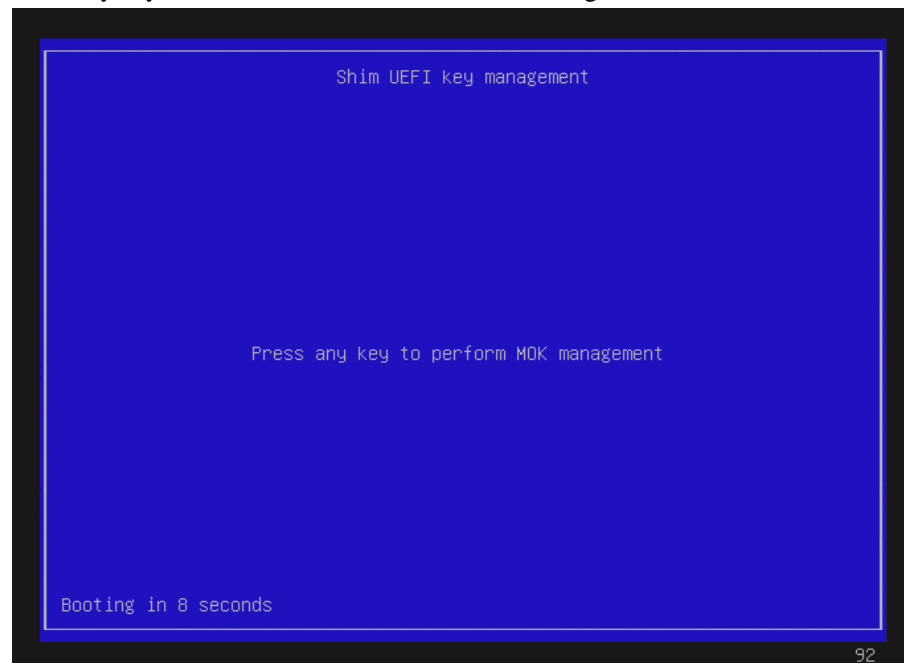 Shim UEFI key management
Press any key to perform MOK management
Booting in 8 seconds
92